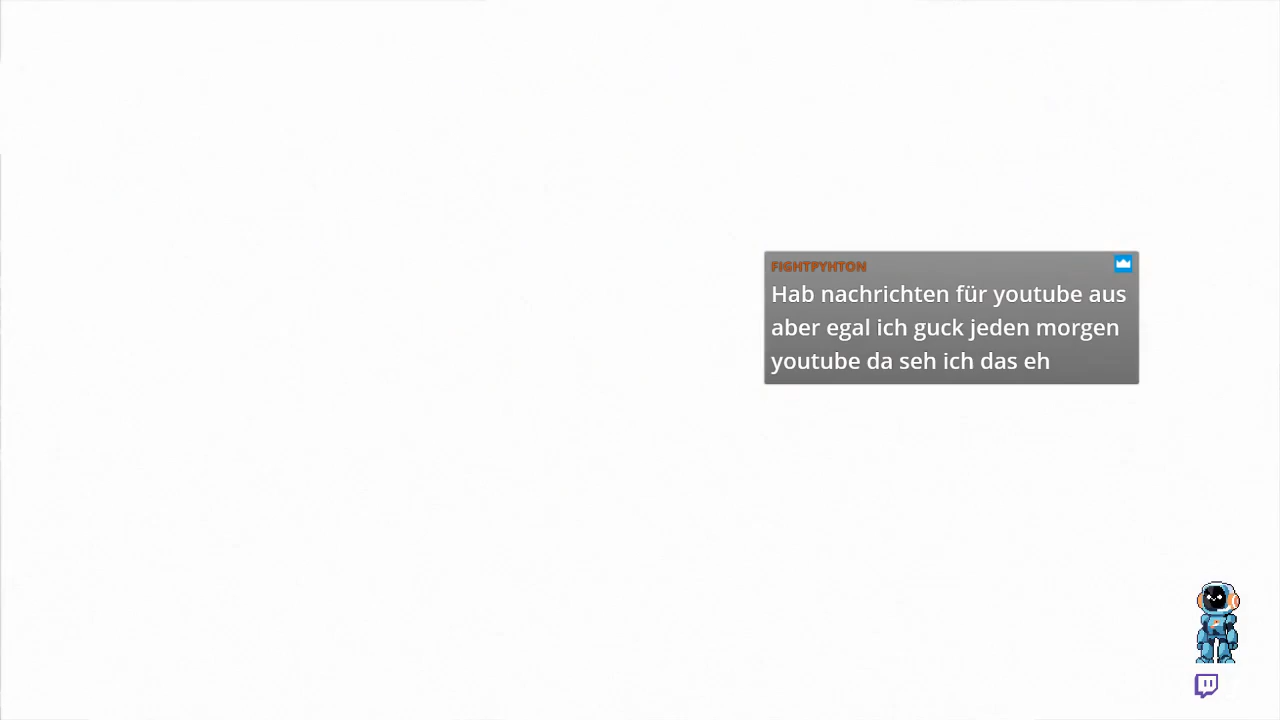 FIGHTPYHTON
Hab nachrichten für youtube aus
aber egal ich guck jeden morgen
youtube da seh ich das eh